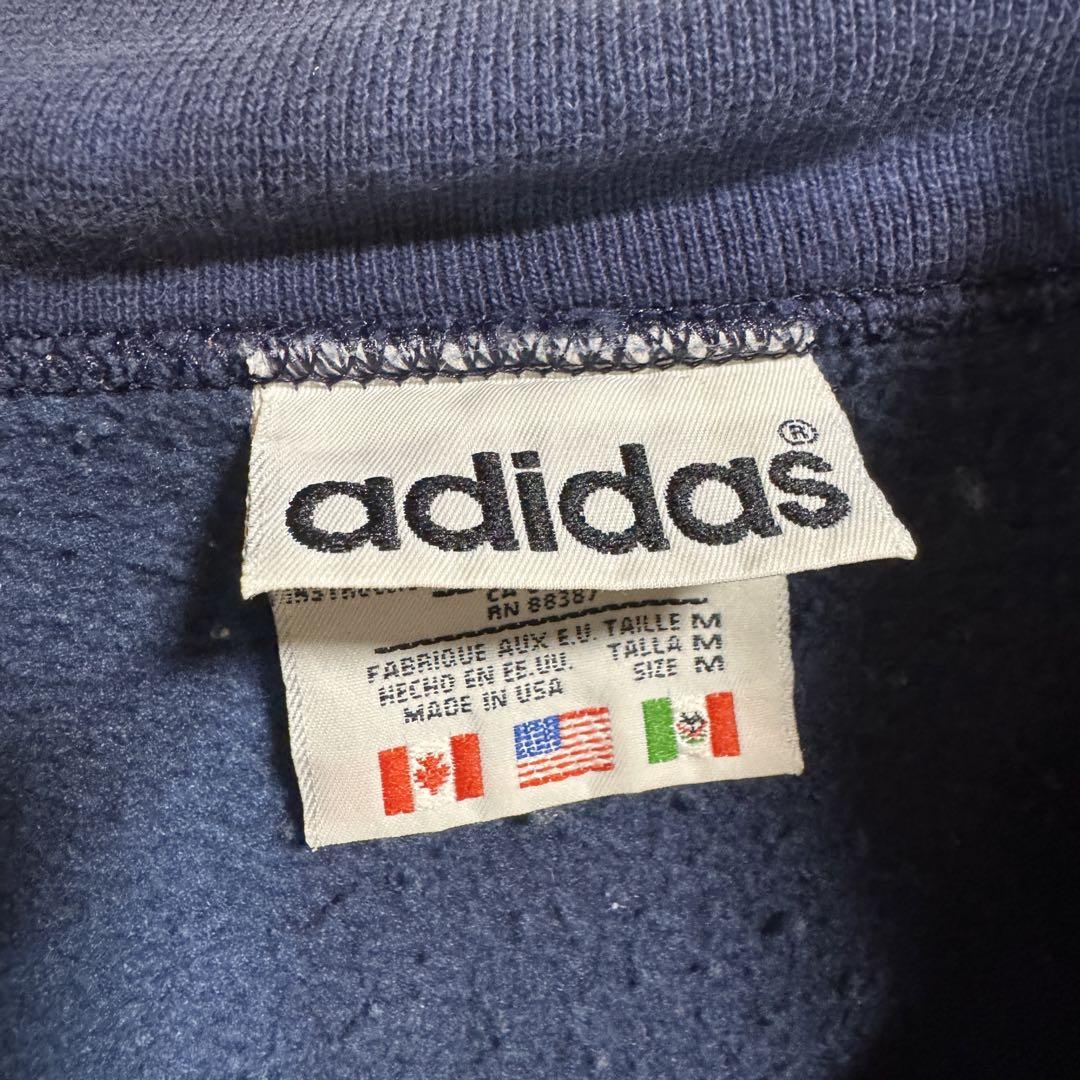 adidas®
RN 88387
FABRIQUE AUX E.U. TAILLE M
HECHO EN EE.UU. TALLA M
MADE IN USA SIZE M